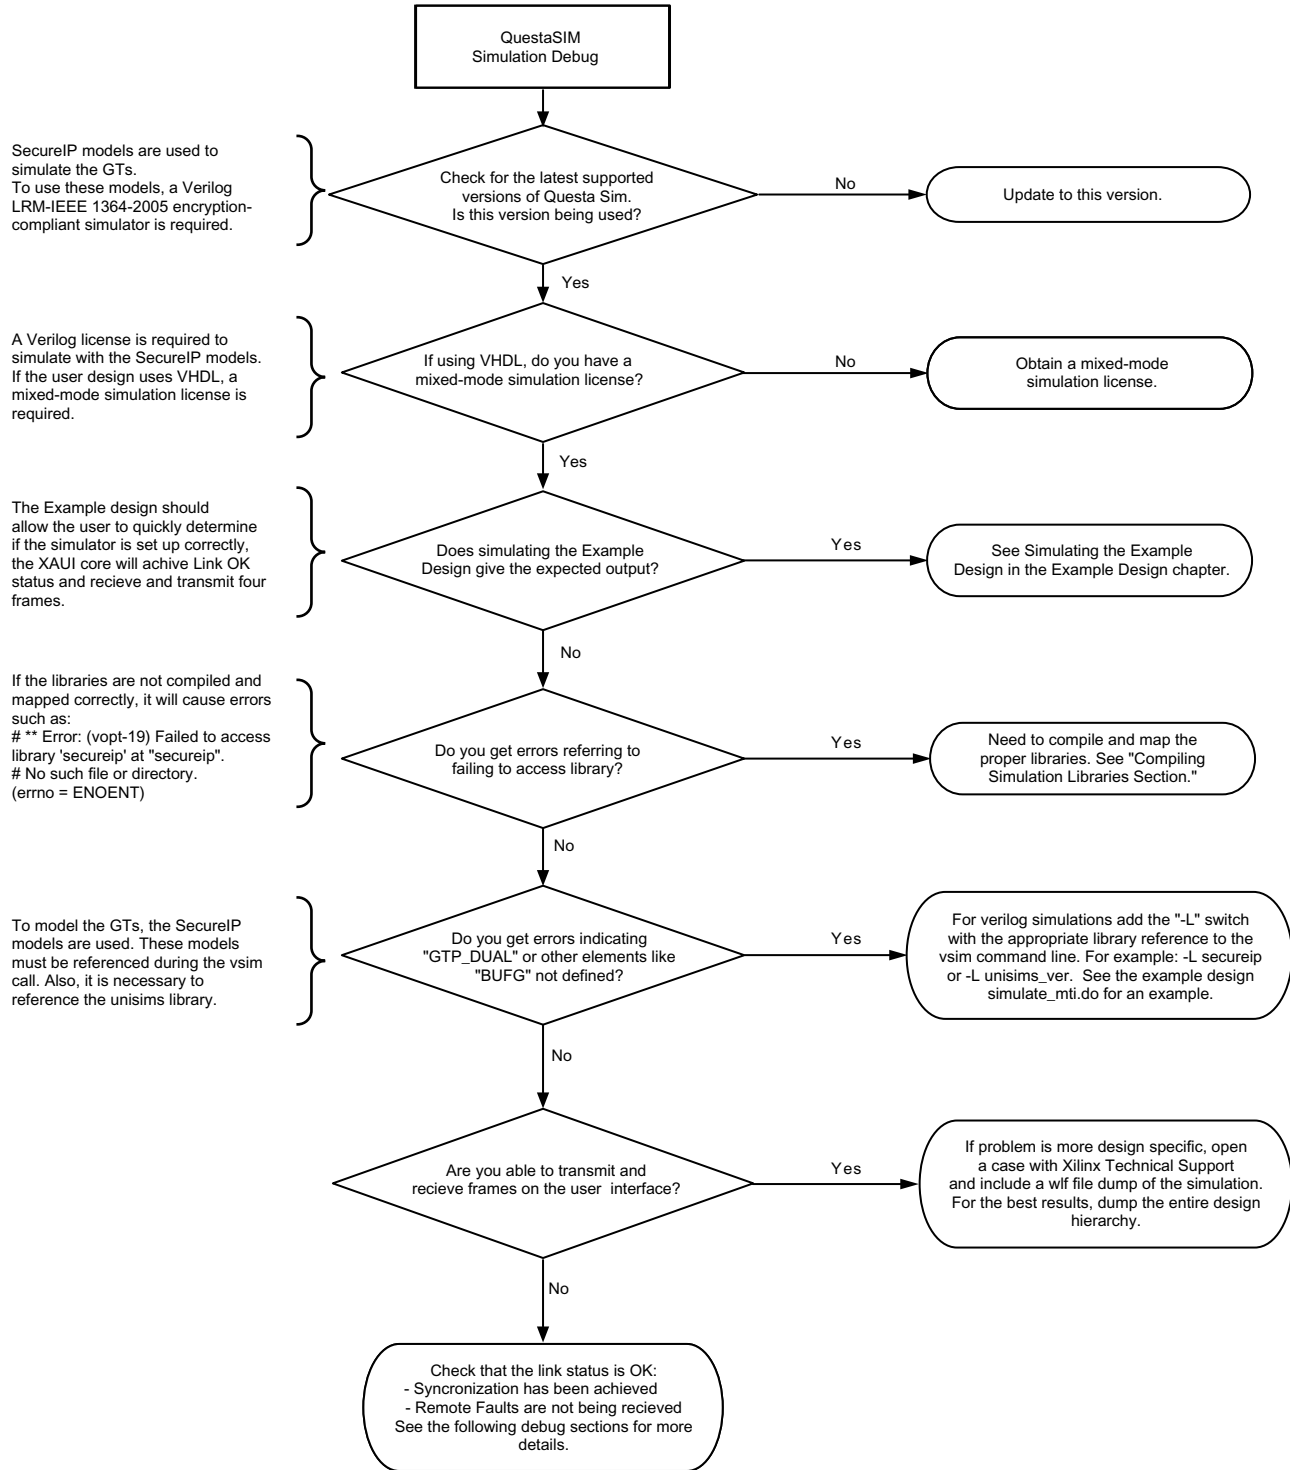 QuestaSIM
Simulation Debug
SecureIP models are used to
simulate the GTs.
To use these models, a Verilog
LRM-IEEE 1364-2005 encryption-
compliant simulator is required.
Check for the latest supported
versions of Questa Sim.
Is this version being used?
No
Update to this version.
Yes
A Verilog license is required to
simulate with the SecureIP models.
If the user design uses VHDL, a
mixed-mode simulation license is
required.
If using VHDL, do you have a
mixed-mode simulation license?
No
Obtain a mixed-mode
simulation license.
Yes
The Example design should
allow the user to quickly determine
if the simulator is set up correctly,
the XAUI core will achive Link OK
status and recieve and transmit four
frames.
Does simulating the Example
Design give the expected output?
Yes
See Simulating the Example
Design in the Example Design chapter.
No
If the libraries are not compiled and
mapped correctly, it will cause errors
such as:
# ** Error: (vopt-19) Failed to access
library 'secureip' at "secureip".
# No such file or directory.
(errno = ENOENT)
Do you get errors referring to
failing to access library?
Yes
Need to compile and map the
proper libraries. See "Compiling
Simulation Libraries Section."
No
To model the GTs, the SecureIP
models are used. These models
must be referenced during the vsim
call. Also, it is necessary to
reference the unisims library.
Do you get errors indicating
"GTP_DUAL" or other elements like
"BUFG" not defined?
Yes
For verilog simulations add the "-L" switch
with the appropriate library reference to the
vsim command line. For example: -L secureip
or -L unisims_ver. See the example design
simulate_mti.do for an example.
No
Are you able to transmit and
recieve frames on the user interface?
Yes
If problem is more design specific, open
a case with Xilinx Technical Support
and include a wlf file dump of the simulation.
For the best results, dump the entire design
hierarchy.
No
Check that the link status is OK:
- Syncronization has been achieved
- Remote Faults are not being recieved
See the following debug sections for more
details.